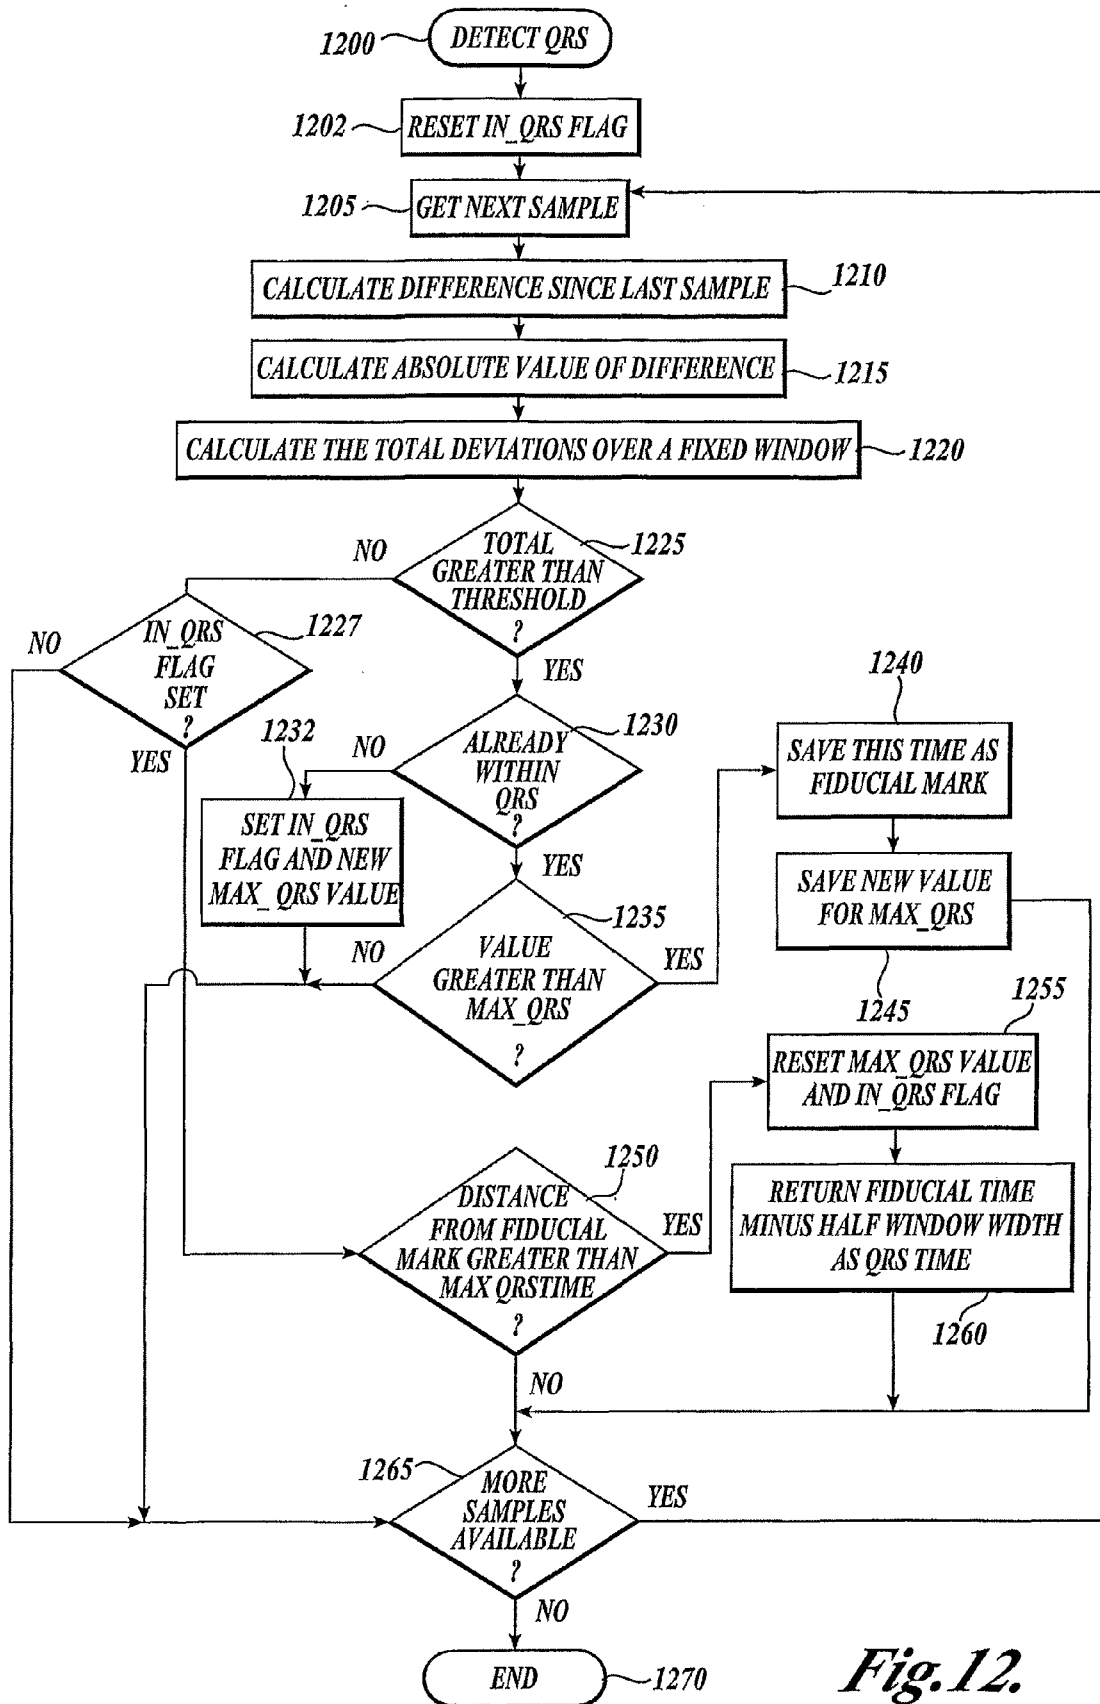 DETECT QRS
1200
RESET IN_QRS FLAG
1202
GET NEXT SAMPLE
1205
CALCULATE DIFFERENCE SINCE LAST SAMPLE
1210
CALCULATE ABSOLUTE VALUE OF DIFFERENCE
1215
CALCULATE THE TOTAL DEVIATIONS OVER A FIXED WINDOW
1220
TOTAL
GREATER THAN
THRESHOLD
?
1225
NO
YES
IN_QRS
FLAG
SET
?
1227
NO
YES
ALREADY
WITHIN
QRS
?
1230
NO
YES
1232
SET IN_QRS
FLAG AND NEW
MAX_ QRS VALUE
VALUE
GREATER THAN
MAX_QRS
?
1235
NO
YES
1240
SAVE THIS TIME AS
FIDUCIAL MARK
SAVE NEW VALUE
FOR MAX_QRS
1245
1255
RESET MAX_QRS VALUE
AND IN_QRS FLAG
DISTANCE
FROM FIDUCIAL
MARK GREATER THAN
MAX QRSTIME
?
1250
YES
NO
RETURN FIDUCIAL TIME
MINUS HALF WINDOW WIDTH
AS QRS TIME
1260
MORE
SAMPLES
AVAILABLE
?
1265
YES
NO
END
1270
Fig.12.